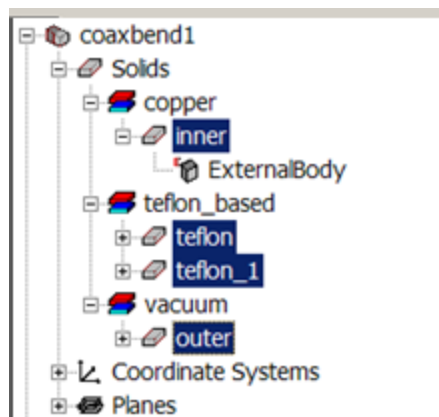 coaxbend1
Solids
copper
inner
ExternalBody
teflon_based
teflon
teflon_1
vacuum
outer
Coordinate Systems
Planes